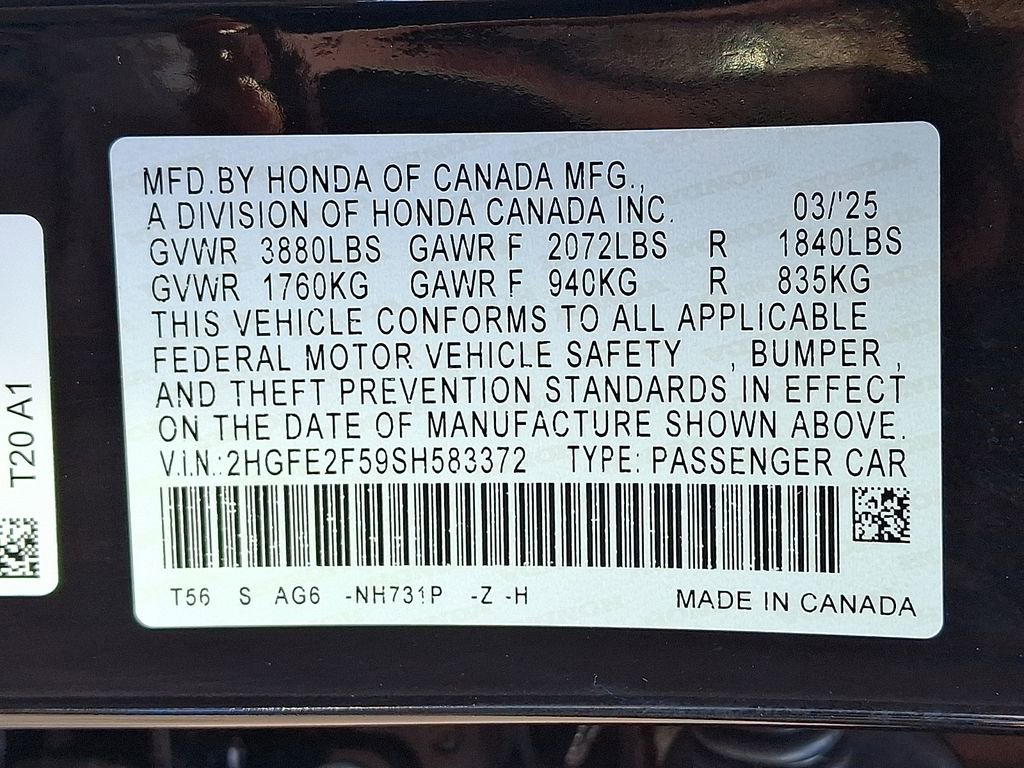 MFD. BY HONDA OF CANADA MFG.,
A DIVISION OF HONDA CANADA INC. 03/'25
GVWR 3880LBS GAWR F 2072LBS R 1840LBS
GVWR 1760KG GAWR F 940KG R 835KG
THIS VEHICLE CONFORMS TO ALL APPLICABLE
FEDERAL MOTOR VEHICLE SAFETY , BUMPER ,
AND THEFT PREVENTION STANDARDS IN EFFECT
ON THE DATE OF MANUFACTURE SHOWN ABOVE.
V.I.N.:2HGFE2F59SH583372 TYPE: PASSENGER CAR
T56 S AG6 -NH731P -Z -H MADE IN CANADA
T20 A1